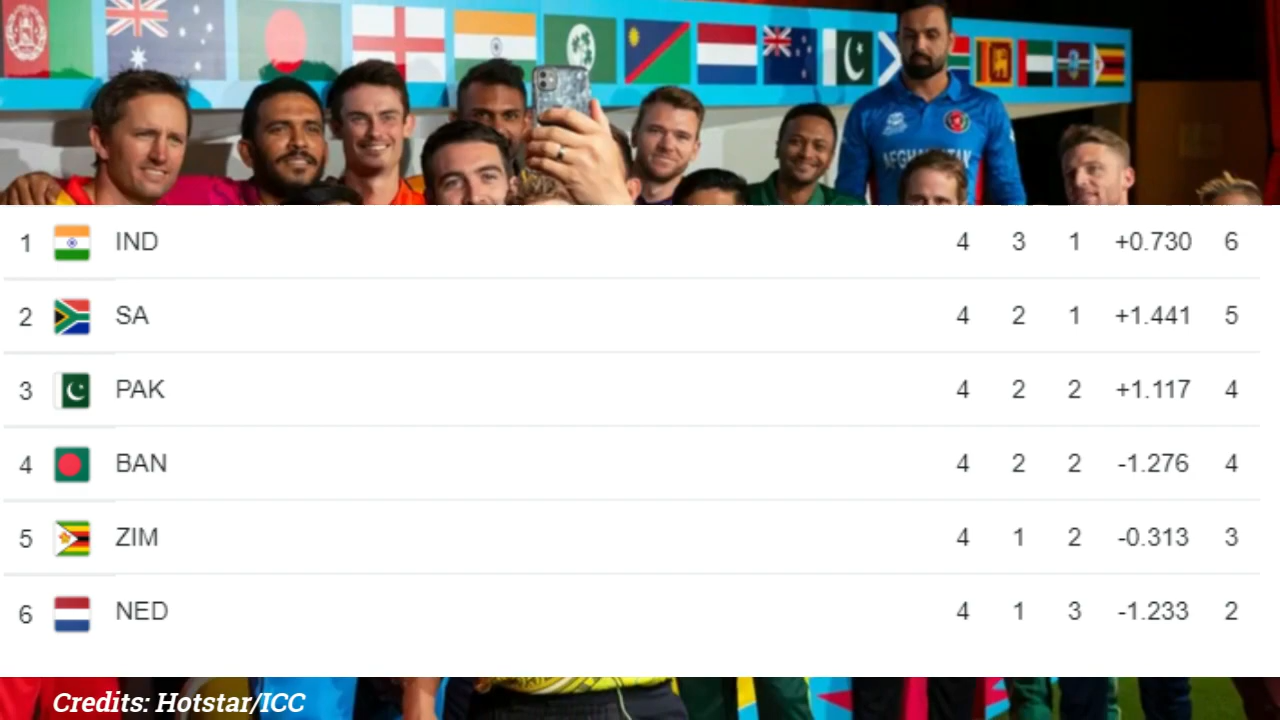 AFGHANISTAN
1 IND 4 3 1 +0.730 6
2 SA 4 2 1 +1.441 5
3 PAK 4 2 2 +1.117 4
4 BAN 4 2 2 -1.276 4
5 ZIM 4 1 2 -0.313 3
6 NED 4 1 3 -1.233 2
Credits: Hotstar/ICC